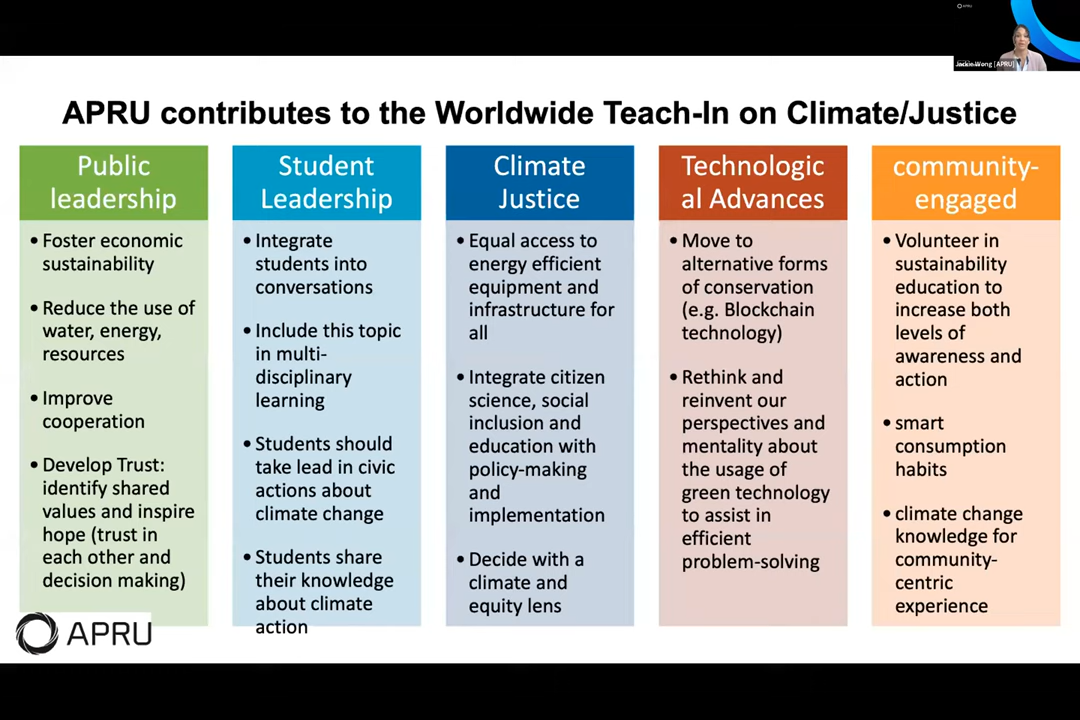 APRU
Jackie Wong [APRU]
APRU contributes to the Worldwide Teach-In on Climate/Justice
Public
leadership
• Foster economic
sustainability
• Reduce the use of
water, energy,
resources
• Improve
cooperation
• Develop Trust:
identify shared
values and inspire
hope (trust in
each other and
decision making)
Student
Leadership
• Integrate
students into
conversations
• Include this topic
in multi-
disciplinary
learning
• Students should
take lead in civic
actions about
climate change
• Students share
their knowledge
about climate
action
Climate
Justice
• Equal access to
energy efficient
equipment and
infrastructure for
all
• Integrate citizen
science, social
inclusion and
education with
policy-making
and
implementation
• Decide with a
climate and
equity lens
Technologic
al Advances
• Move to
alternative forms
of conservation
(e.g. Blockchain
technology)
• Rethink and
reinvent our
perspectives and
mentality about
the usage of
green technology
to assist in
efficient
problem-solving
community-
engaged
• Volunteer in
sustainability
education to
increase both
levels of
awareness and
action
• smart
consumption
habits
• climate change
knowledge for
community-
centric
experience
APRU